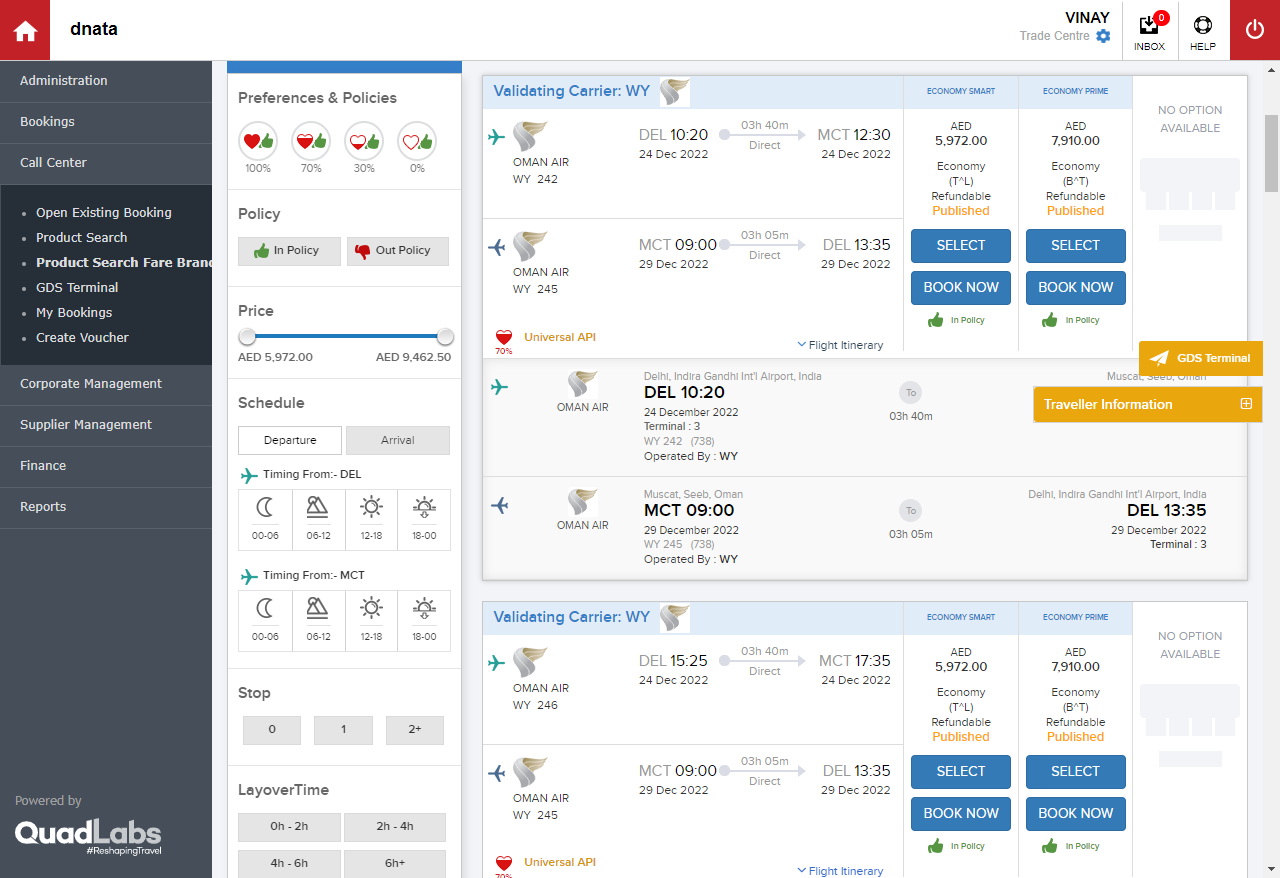 dnata
VINAY
Trade Centre
0
INBOX
HELP
Administration
Bookings
Call Center
Open Existing Booking
Product Search
Product Search Fare Bran
GDS Terminal
My Bookings
Create Voucher
Corporate Management
Supplier Management
Finance
Reports
Powered by
QuadLabs
#ReshapingTravel
Preferences & Policies
100% 70% 30% 0%
Policy
In Policy Out Policy
Price
AED 5,972.00 AED 9,462.50
Schedule
Departure Arrival
Timing From:- DEL
00-06 06-12 12-18 18-00
Timing From:- MCT
00-06 06-12 12-18 18-00
Stop
0 1 2+
LayoverTime
0h - 2h 2h - 4h
4h - 6h 6h+
Validating Carrier: WY
ECONOMY SMART
ECONOMY PRIME
OMAN AIR
WY 242
DEL 10:20
24 Dec 2022
03h 40m
Direct
MCT 12:30
24 Dec 2022
OMAN AIR
WY 245
MCT 09:00
29 Dec 2022
03h 05m
Direct
DEL 13:35
29 Dec 2022
70%
Universal API
Flight Itinerary
AED
5,972.00
Economy
(T^L)
Refundable
Published
SELECT
BOOK NOW
In Policy
AED
7,910.00
Economy
(B^T)
Refundable
Published
SELECT
BOOK NOW
In Policy
NO OPTION
AVAILABLE
GDS Terminal
Traveller Information
OMAN AIR
Delhi, Indira Gandhi Int'l Airport, India
DEL 10:20
24 December 2022
Terminal : 3
WY 242 (738)
Operated By : WY
To
03h 40m
Muscat, Seeb, Oman
OMAN AIR
Muscat, Seeb, Oman
MCT 09:00
29 December 2022
WY 245 (738)
Operated By : WY
To
03h 05m
Delhi, Indira Gandhi Int'l Airport, India
DEL 13:35
29 December 2022
Terminal : 3
Validating Carrier: WY
ECONOMY SMART
ECONOMY PRIME
OMAN AIR
WY 246
DEL 15:25
24 Dec 2022
03h 40m
Direct
MCT 17:35
24 Dec 2022
OMAN AIR
WY 245
MCT 09:00
29 Dec 2022
03h 05m
Direct
DEL 13:35
29 Dec 2022
70%
Universal API
Flight Itinerary
AED
5,972.00
Economy
(T^L)
Refundable
Published
SELECT
BOOK NOW
In Policy
AED
7,910.00
Economy
(B^T)
Refundable
Published
SELECT
BOOK NOW
In Policy
NO OPTION
AVAILABLE